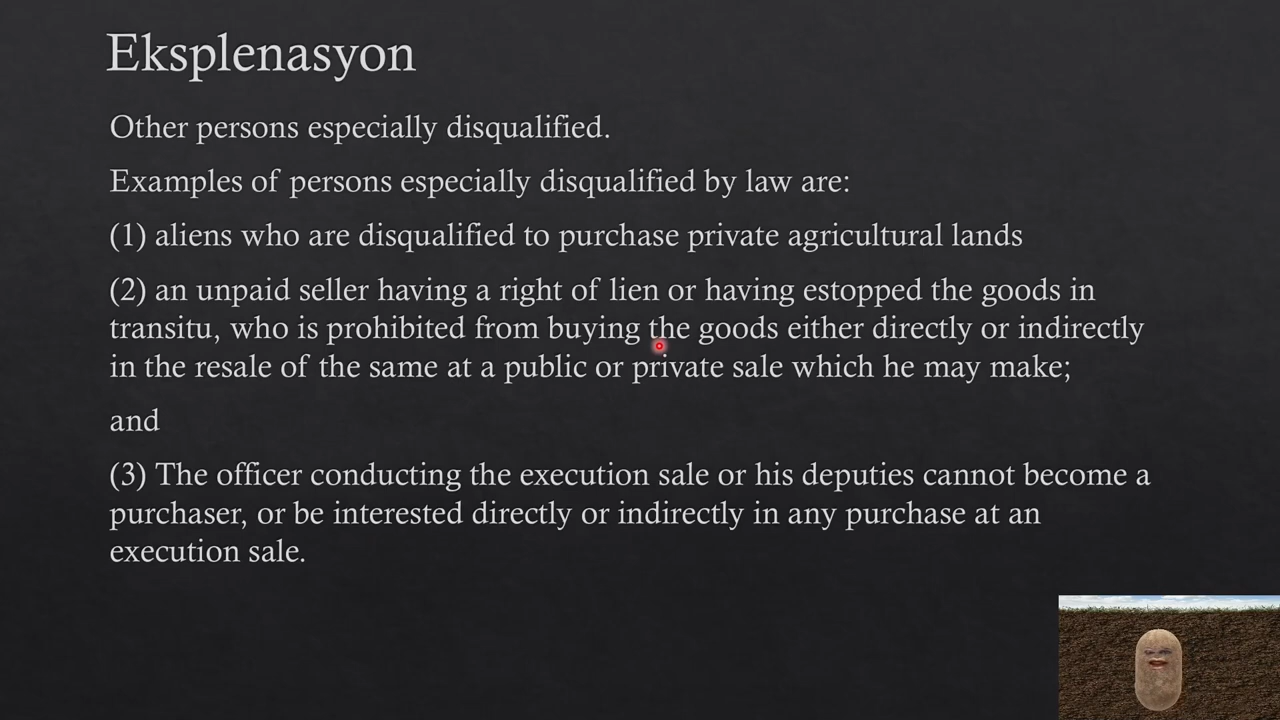 Eksplenasyon
Other persons especially disqualified.
Examples of persons especially disqualified by law are:
(1) aliens who are disqualified to purchase private agricultural lands
(2) an unpaid seller having a right of lien or having estopped the goods in
transitu, who is prohibited from buying the goods either directly or indirectly
in the resale of the same at a public or private sale which he may make;
and
(3) The officer conducting the execution sale or his deputies cannot become a
purchaser, or be interested directly or indirectly in any purchase at an
execution sale.